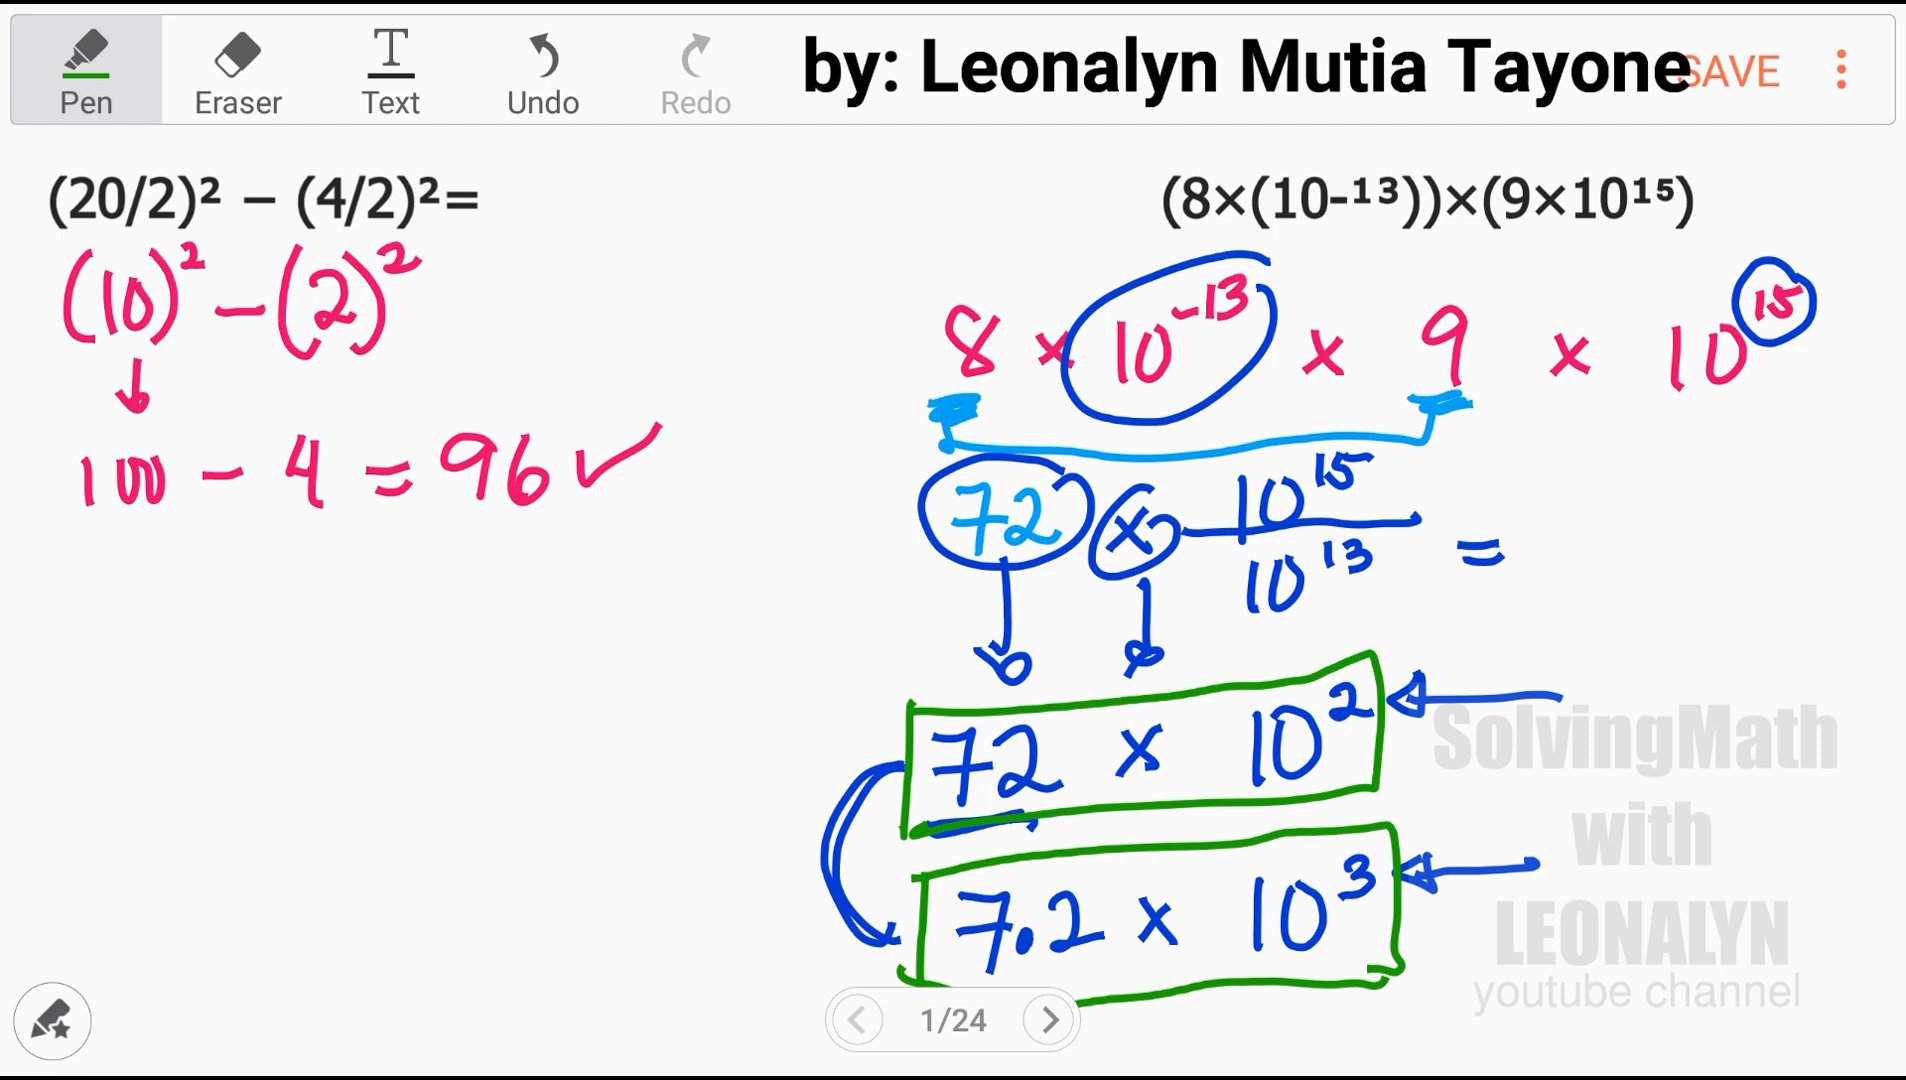 Pen Eraser Text Undo Redo by: Leonalyn Mutia Tayone SAVE
(20/2)² – (4/2)²=
(10)² – (2)²
100 – 4 = 96 ✓
(8×(10-¹³))×(9×10¹⁵)
8 × 10⁻¹³ × 9 × 10¹⁵
72 × 10¹⁵ / 10¹³ =
72 × 10²
7.2 × 10³
SolvingMath
with
LEONALYN
youtube channel
1/24